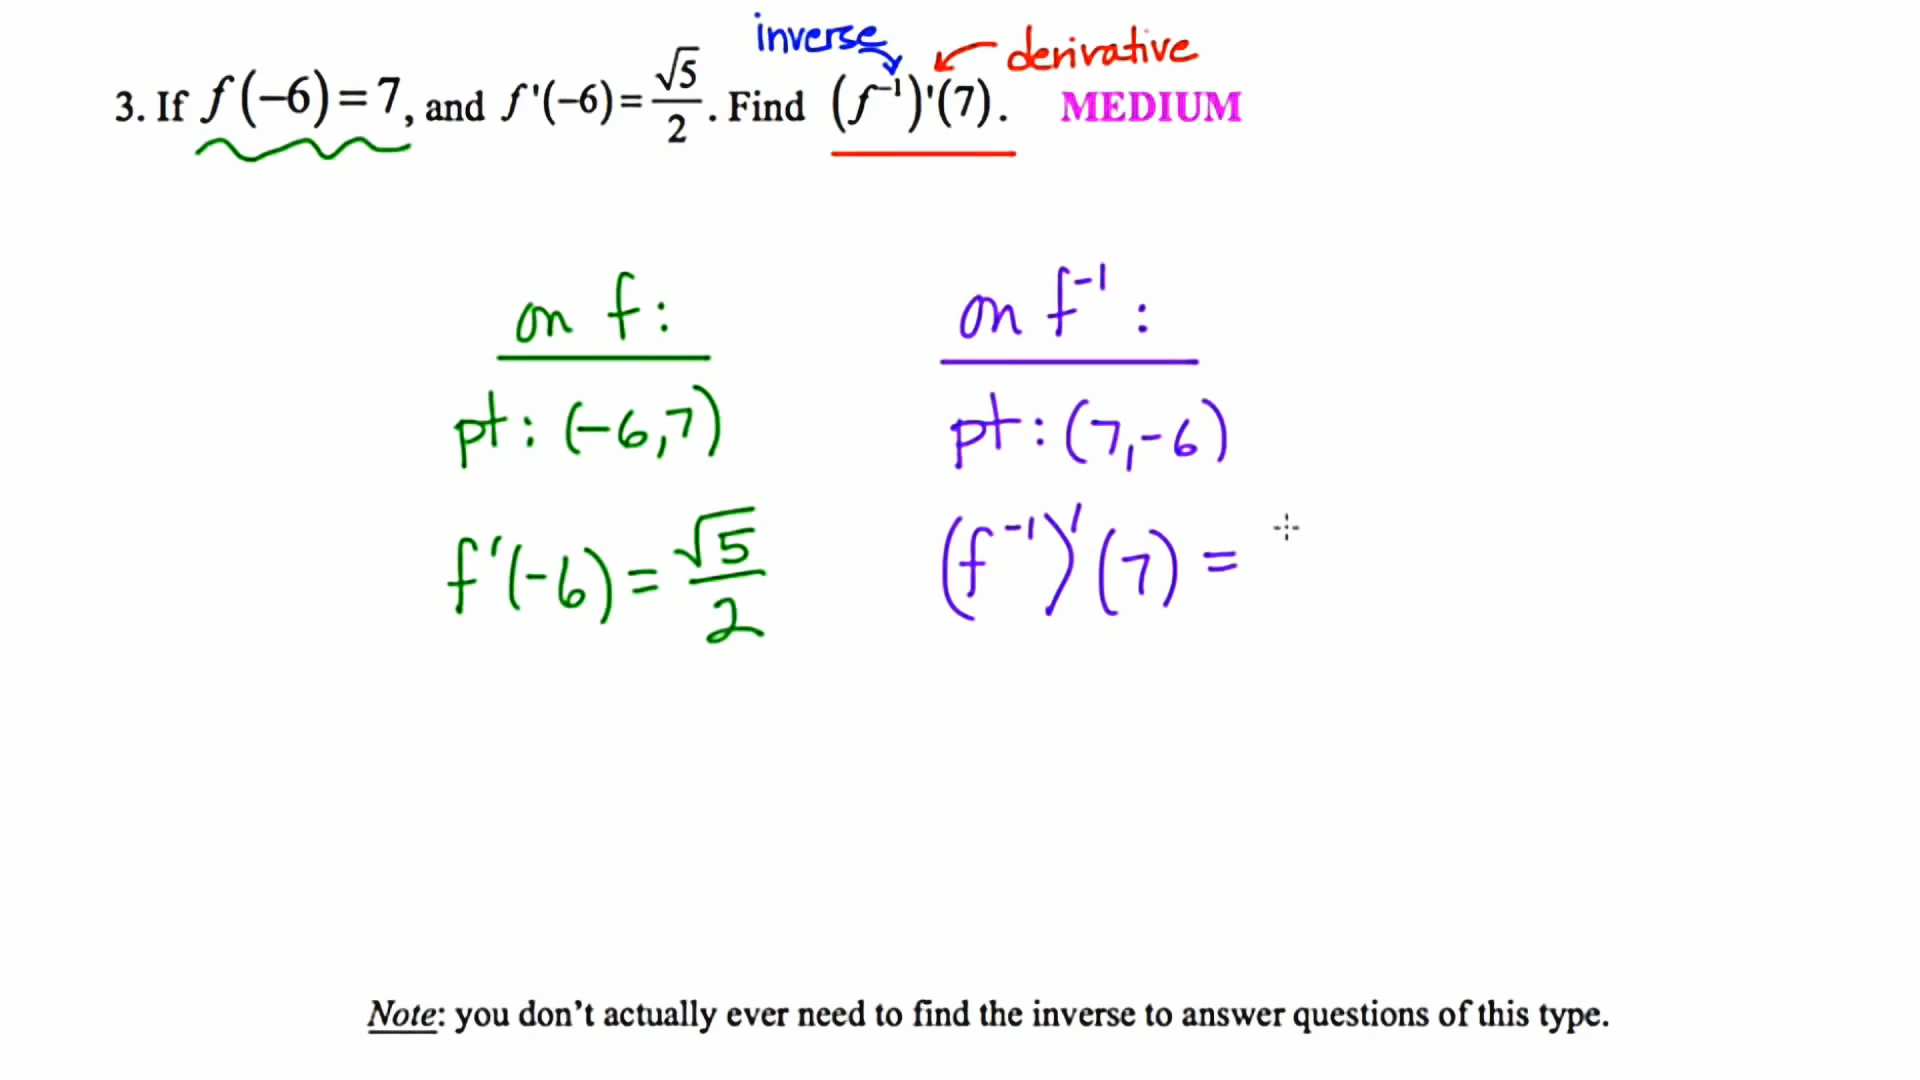 inverse derivative
3. If f(−6)=7, and f'(−6)=√5/2. Find (f⁻¹)'(7). MEDIUM
on f: on f⁻¹:
pt: (-6,7) pt: (7,-6)
f'(-6) = √5/2 (f⁻¹)'(7) =
Note: you don't actually ever need to find the inverse to answer questions of this type.